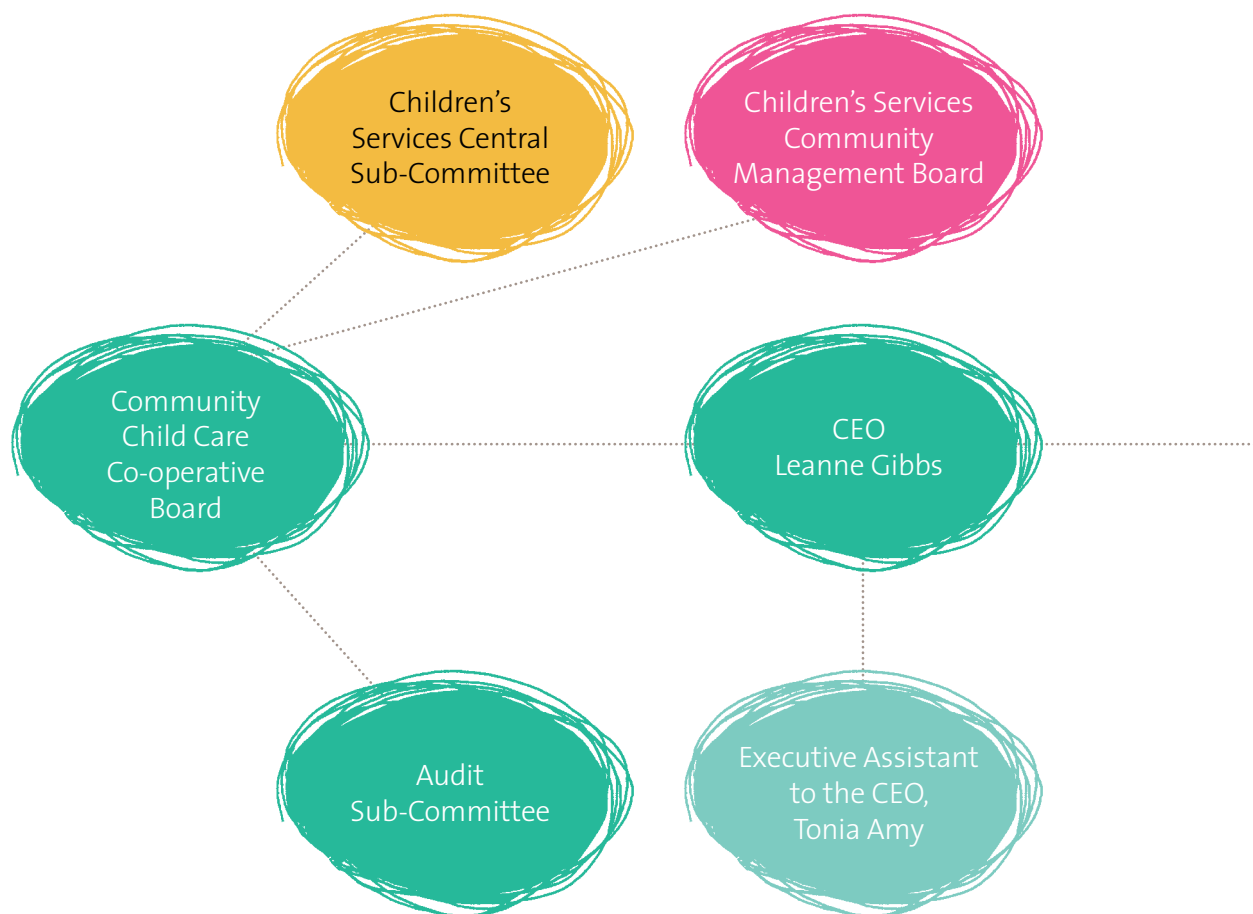 Children’s
Services Central
Sub-Committee
Children’s Services
Community
Management Board
Community
Child Care
Co-operative
Board
CEO
Leanne Gibbs
Audit
Sub-Committee
Executive Assistant
to the CEO,
Tonia Amy